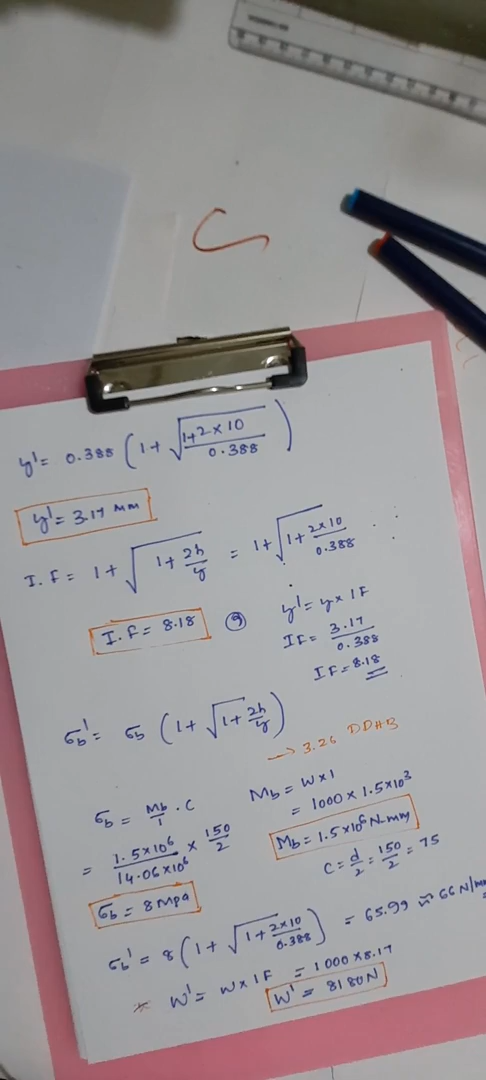 y' = 0.388 (1 + √(1+2×10/0.388))
y' = 3.17 mm
I.F = 1 + √(1 + 2h/y) = 1 + √(1 + 2×10/0.388)
I.F = 8.18
y' = y × IF
IF = 3.17/0.388
IF = 8.18
σb' = σb (1 + √(1 + 2h/y))
→ 3.26 DDHB
σb = Mb/I · C
= 1.5×10⁶/14.06×10⁶ × 150/2
σb = 8 Mpa
Mb = W×l
= 1000 × 1.5×10³
Mb = 1.5×10⁶ N.mm
C = d/2 = 150/2 = 75
σb' = 8 (1 + √(1 + 2×10/0.388)) = 65.99 ≈ 66 N/mm
* W' = W × IF = 1000 × 8.17
W' = 8180N